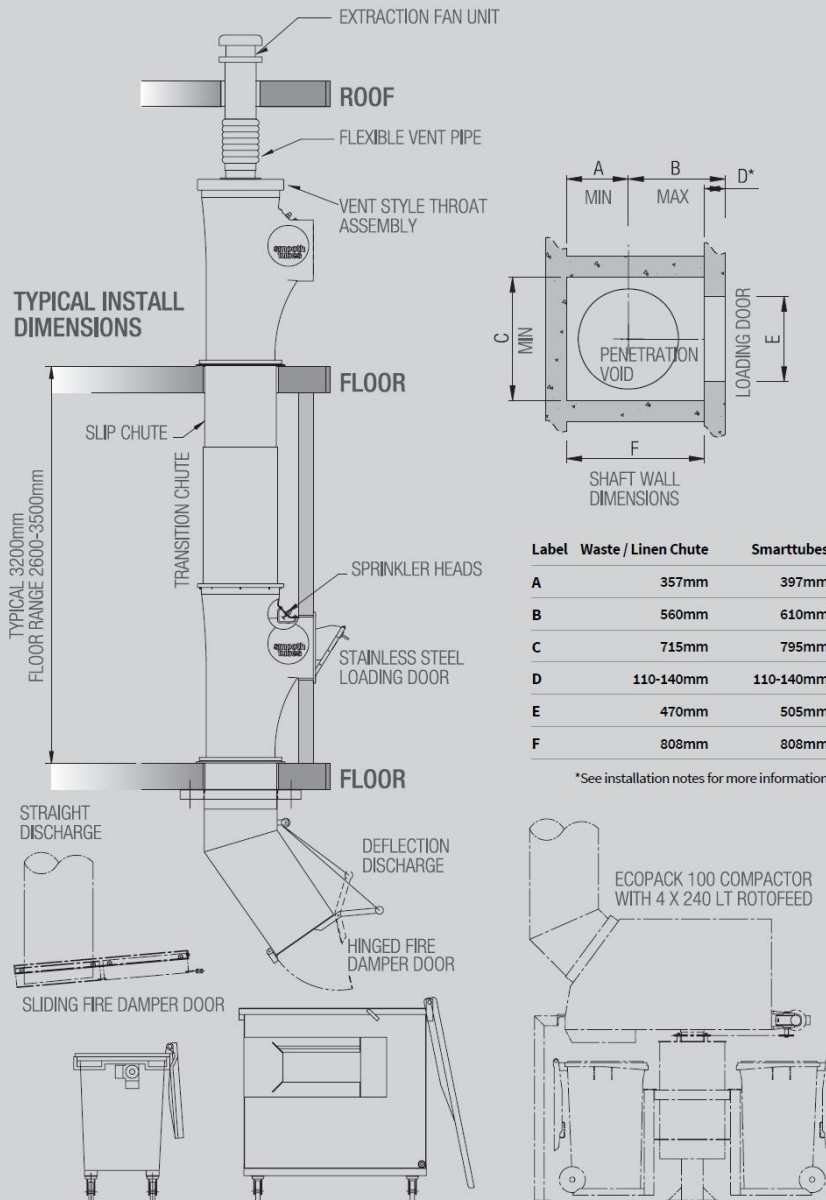 EXTRACTION FAN UNIT
ROOF
FLEXIBLE VENT PIPE
VENT STYLE THROAT
ASSEMBLY
smooth
tubes
TYPICAL INSTALL
DIMENSIONS
FLOOR
SLIP CHUTE
TRANSITION CHUTE
TYPICAL 3200mm
FLOOR RANGE 2600-3500mm
SPRINKLER HEADS
smooth
tubes
STAINLESS STEEL
LOADING DOOR
FLOOR
A
MIN
B
MAX
D*
C
MIN
PENETRATION
VOID
LOADING DOOR
E
F
SHAFT WALL
DIMENSIONS
Label Waste / Linen Chute Smarttubes
A 357mm 397mm
B 560mm 610mm
C 715mm 795mm
D 110-140mm 110-140mm
E 470mm 505mm
F 808mm 808mm
*See installation notes for more information
STRAIGHT
DISCHARGE
SLIDING FIRE DAMPER DOOR
DEFLECTION
DISCHARGE
HINGED FIRE
DAMPER DOOR
ECOPACK 100 COMPACTOR
WITH 4 X 240 LT ROTOFEED